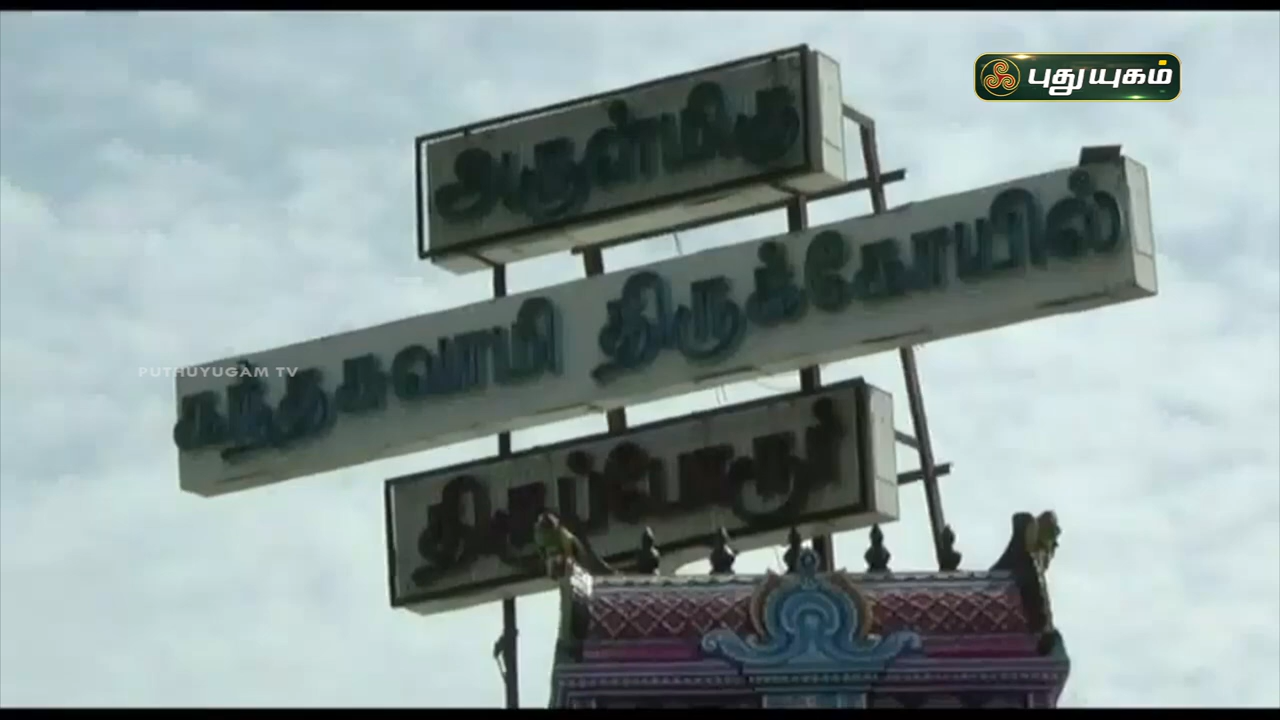 புதுயுகம்
அருள்மிகு
கந்தசுவாமி திருக்கோயில்
PUTHUYUGAM TV
திருப்போரூர்